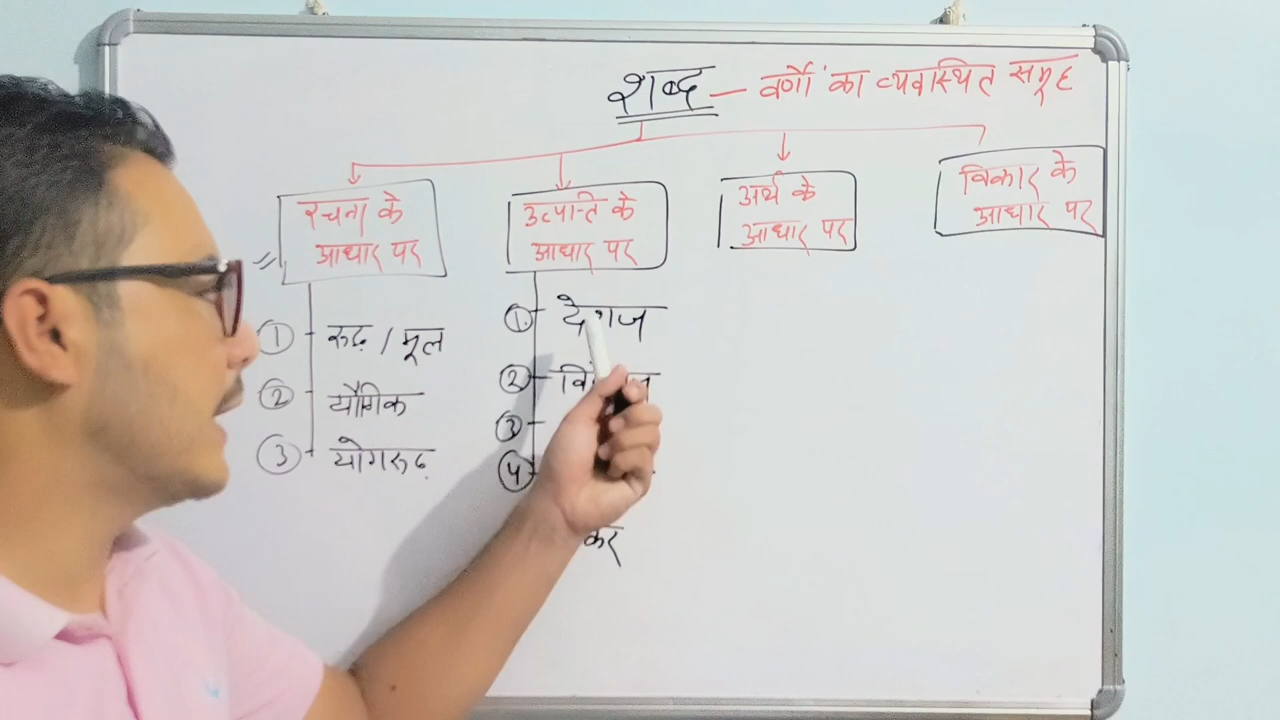 शब्द — वर्णों का व्यवस्थित समूह
रचना के
आधार पर
① रूढ़ / मूल
② यौगिक
③ योगरूढ़
उत्पत्ति के
आधार पर
① देशज
②
③
④
कर
अर्थ के
आधार पर
विकार के
आधार पर